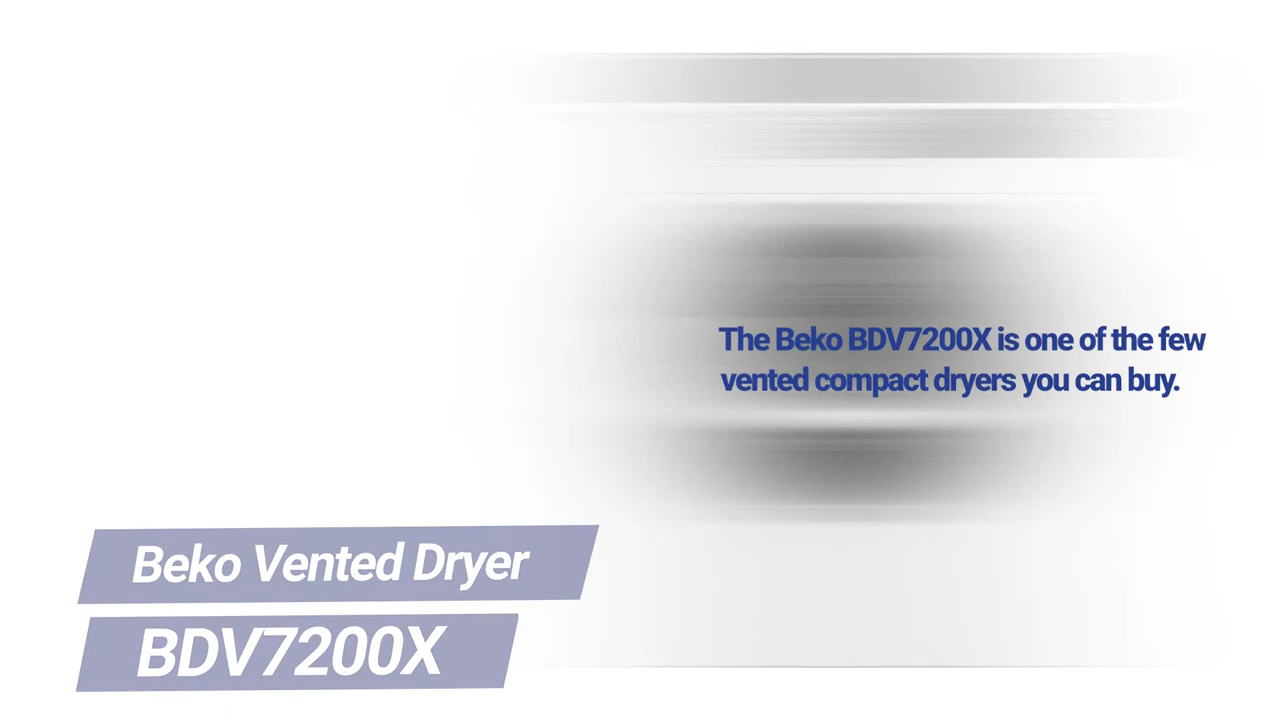 The Beko BDV7200X is one of the few
vented compact dryers you can buy.
Beko Vented Dryer
BDV7200X